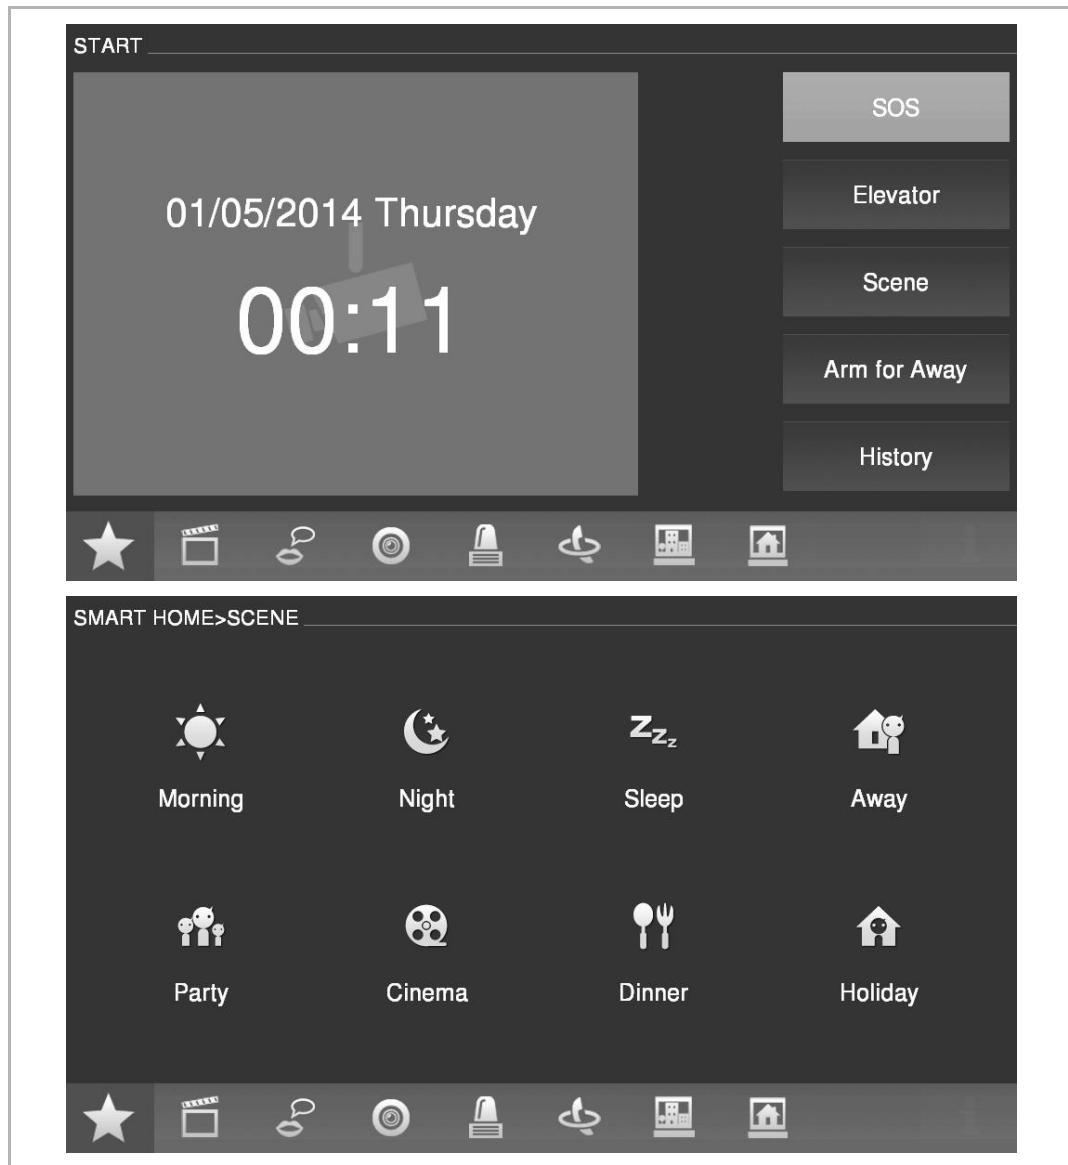 START
SOS
01/05/2014 Thursday
Elevator
00:11
Scene
Arm for Away
History
SMART HOME>SCENE
zzz
Morning Night Sleep Away
Party Cinema Dinner Holiday